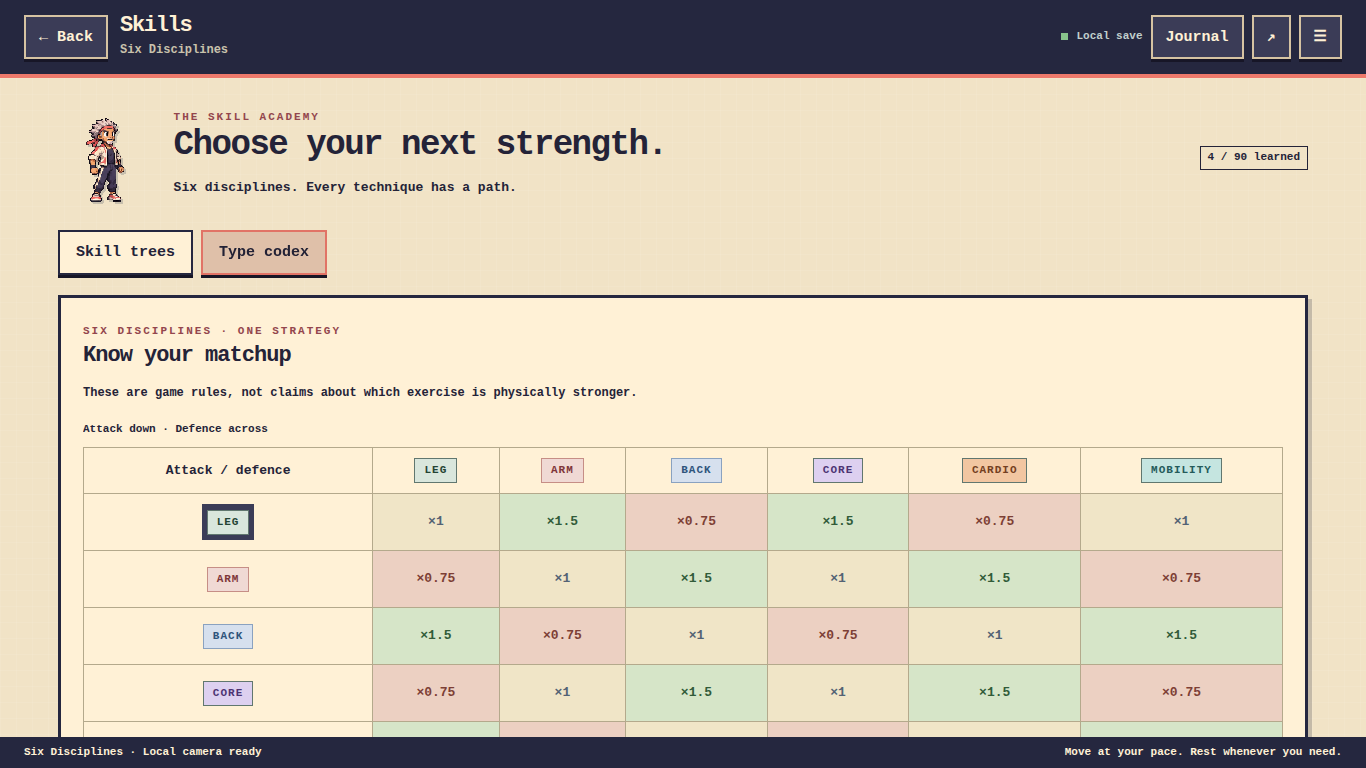 ← Back
Skills
Six Disciplines
Local save
Journal
↗
☰
THE SKILL ACADEMY
Choose your next strength.
Six disciplines. Every technique has a path.
4 / 90 learned
Skill trees
Type codex
SIX DISCIPLINES · ONE STRATEGY
Know your matchup
These are game rules, not claims about which exercise is physically stronger.
Attack down · Defence across
Attack / defence LEG ARM BACK CORE CARDIO MOBILITY
LEG ×1 ×1.5 ×0.75 ×1.5 ×0.75 ×1
ARM ×0.75 ×1 ×1.5 ×1 ×1.5 ×0.75
BACK ×1.5 ×0.75 ×1 ×0.75 ×1 ×1.5
CORE ×0.75 ×1 ×1.5 ×1 ×1.5 ×0.75
Six Disciplines · Local camera ready
Move at your pace. Rest whenever you need.